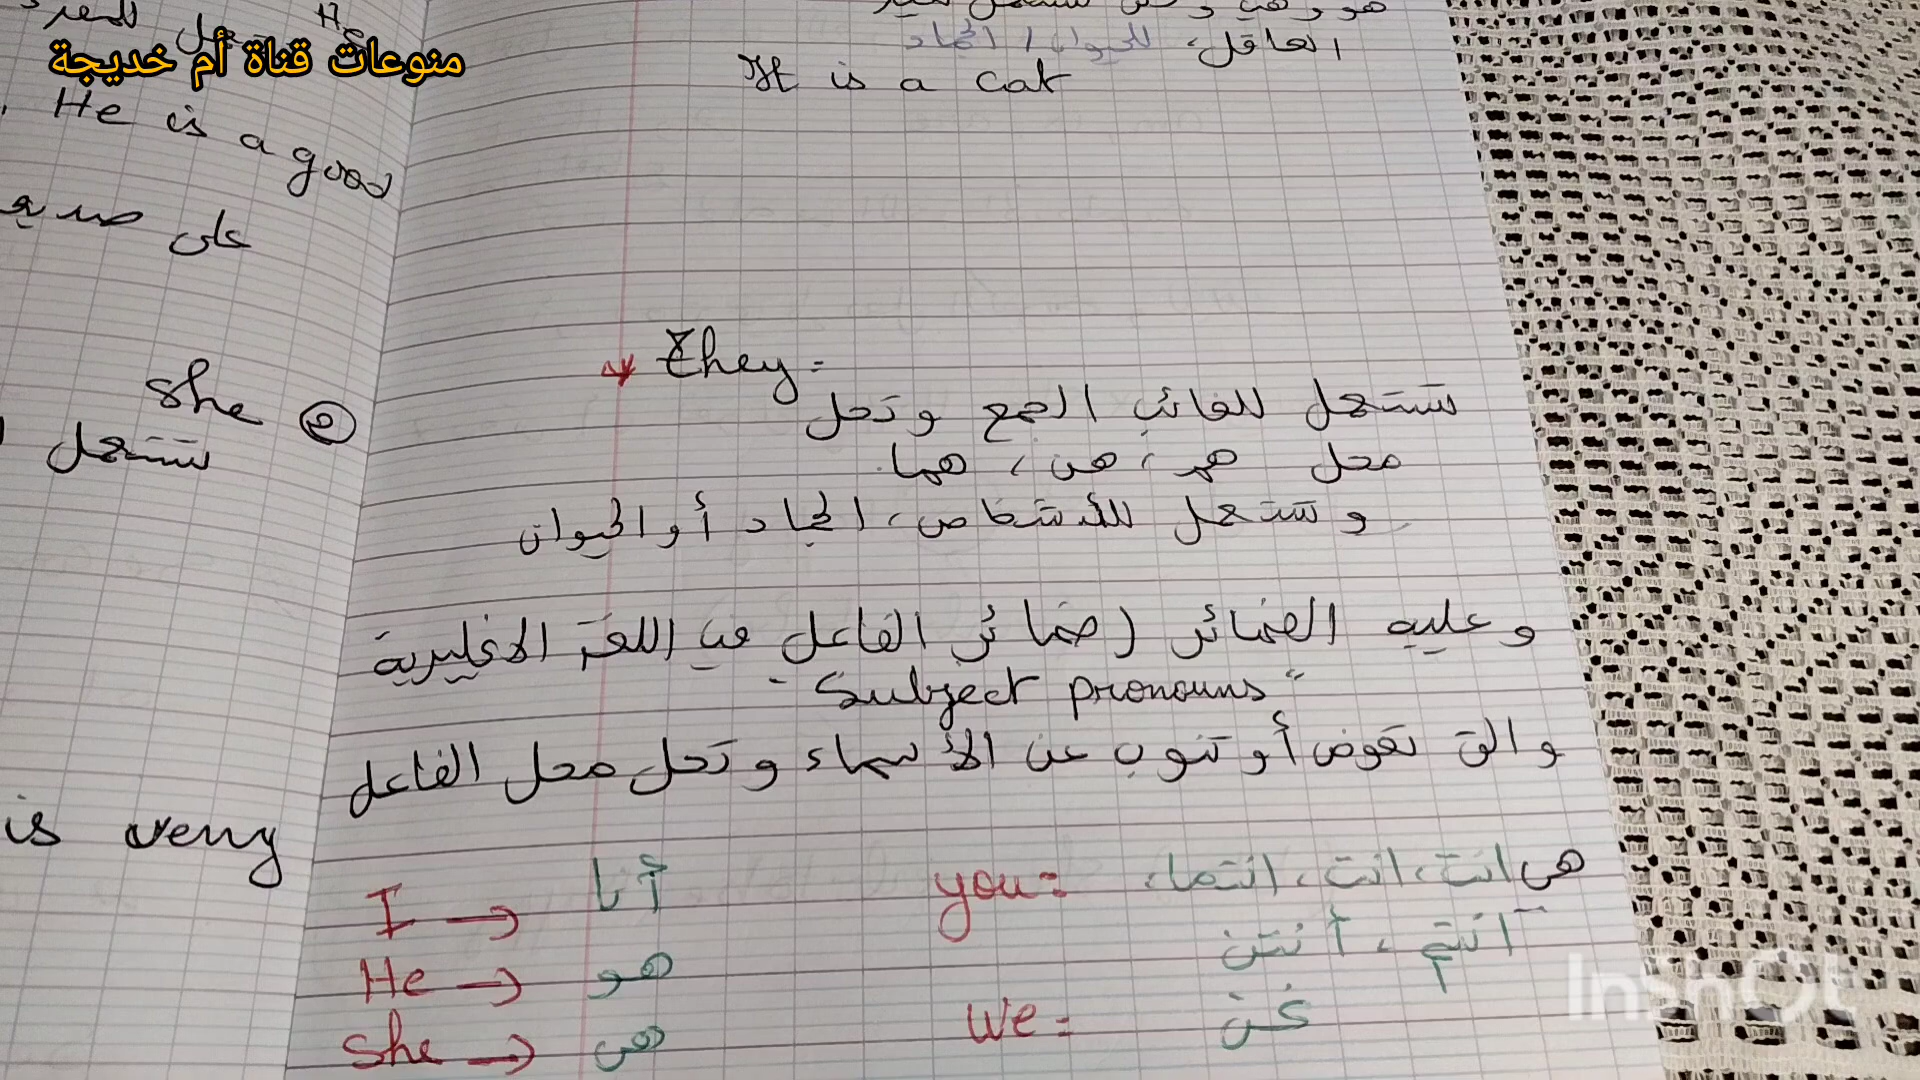 منوعات قناة أم خديجة
He
. He is a good
على
she ②
تستعمل
is very
العاقل، للحيوان / الجماد
It is a cat
They =
تستعمل للغائب الجمع وتحل
محل هم، هن، هما.
وتستعمل للأشخاص، الجماد أو الحيوان
وعليه الضمائر (ضمائر الفاعل في اللغة الانجليزية
"Subject pronouns"
والتي تعوض أو تنوب عن الأسماء وتحل محل الفاعل
هي انت، انت، انتما،
you =
I → أنا
انتم، أنتن
He → هو
We = نحن
She → هي
InShOt